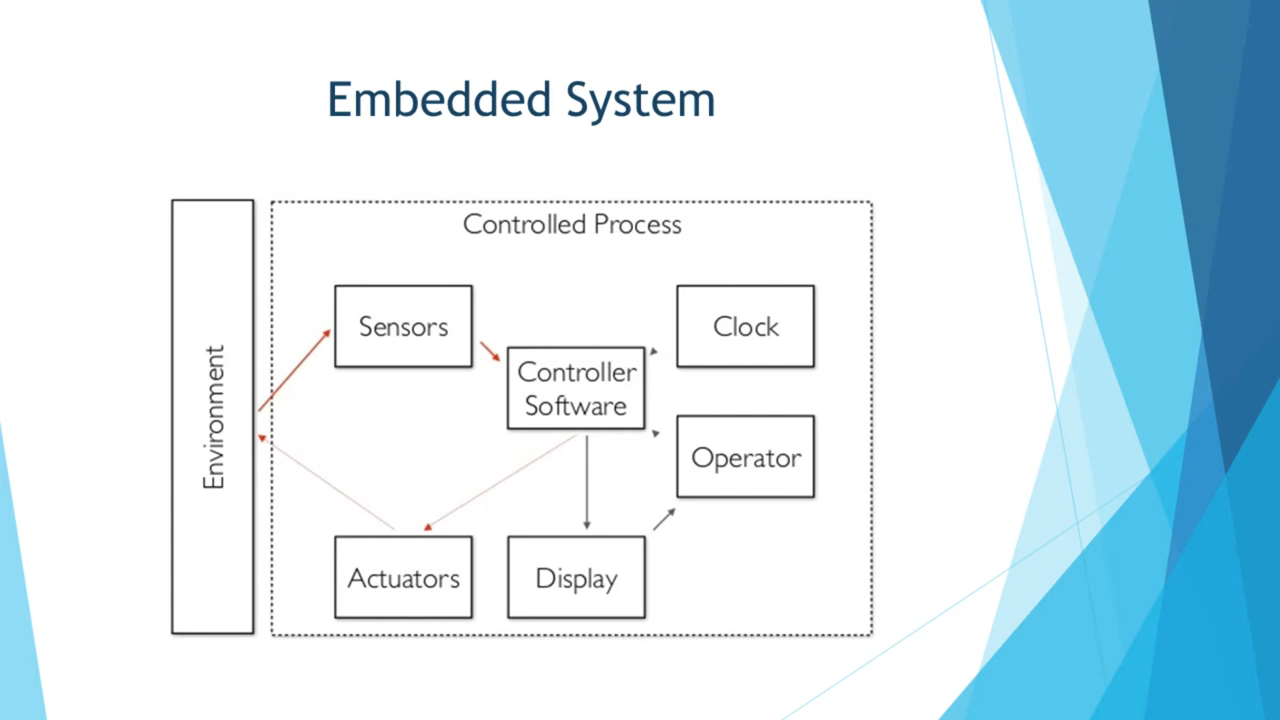 Embedded System
Controlled Process
Environment
Sensors
Clock
Controller
Software
Operator
Actuators
Display